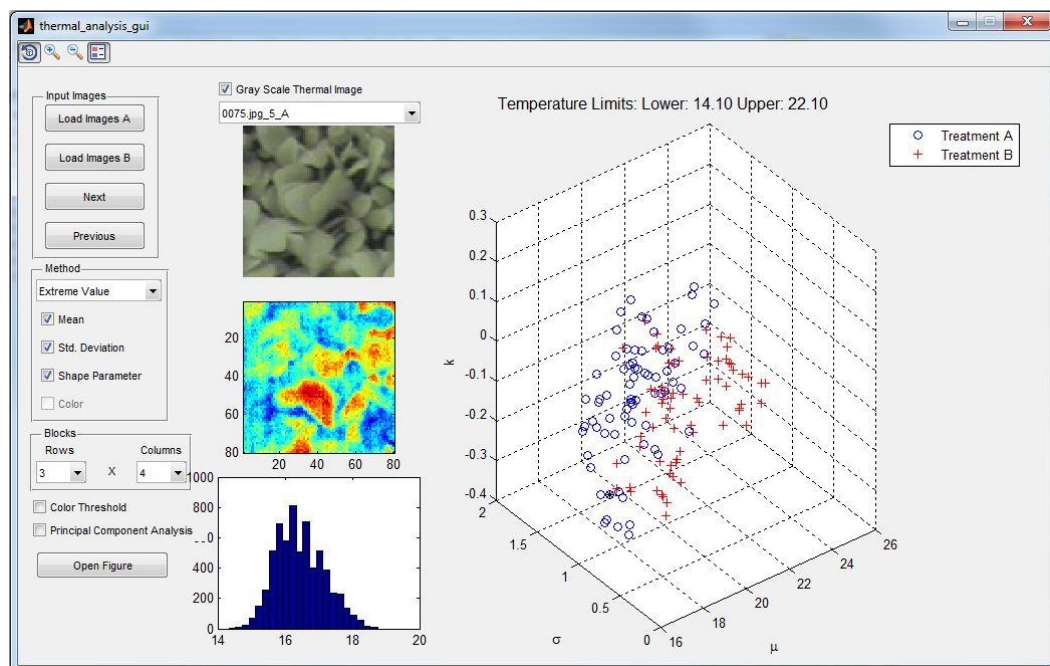 thermal_analysis_gui
Input Images
Load Images A
Load Images B
Next
Previous
Method
Extreme Value
Mean
Std. Deviation
Shape Parameter
Color
Blocks
Rows
Columns
3
X
4
Color Threshold
Principal Component Analysis
Open Figure
Gray Scale Thermal Image
0075.jpg_5_A
20
40
60
80
20 40 60 80
1000
800
400
200
0
14 16 18 20
Temperature Limits: Lower: 14.10 Upper: 22.10
Treatment A
Treatment B
0.3
0.2
0.1
0
-0.1
-0.2
-0.3
-0.4
k
2
1.5
1
0.5
0
σ
16
18
20
22
24
26
μ